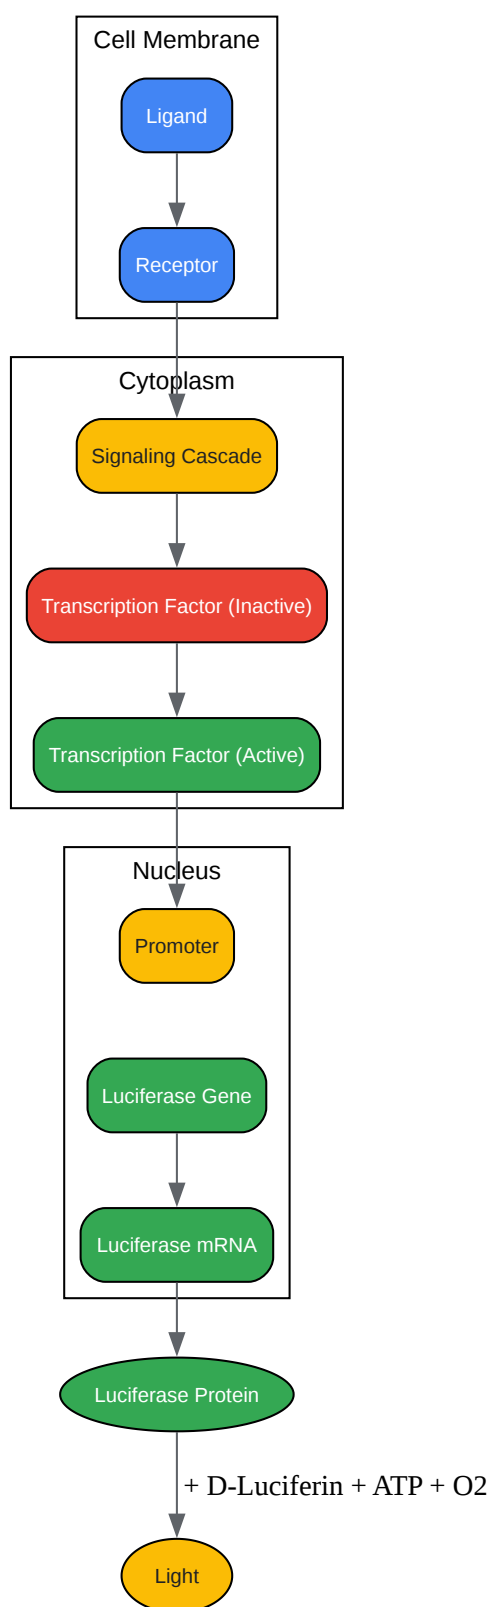 Cell Membrane
Ligand
Receptor
Cytoplasm
Signaling Cascade
Transcription Factor (Inactive)
Transcription Factor (Active)
Nucleus
Promoter
Luciferase Gene
Luciferase mRNA
Luciferase Protein
+ D-Luciferin + ATP + O2
Light